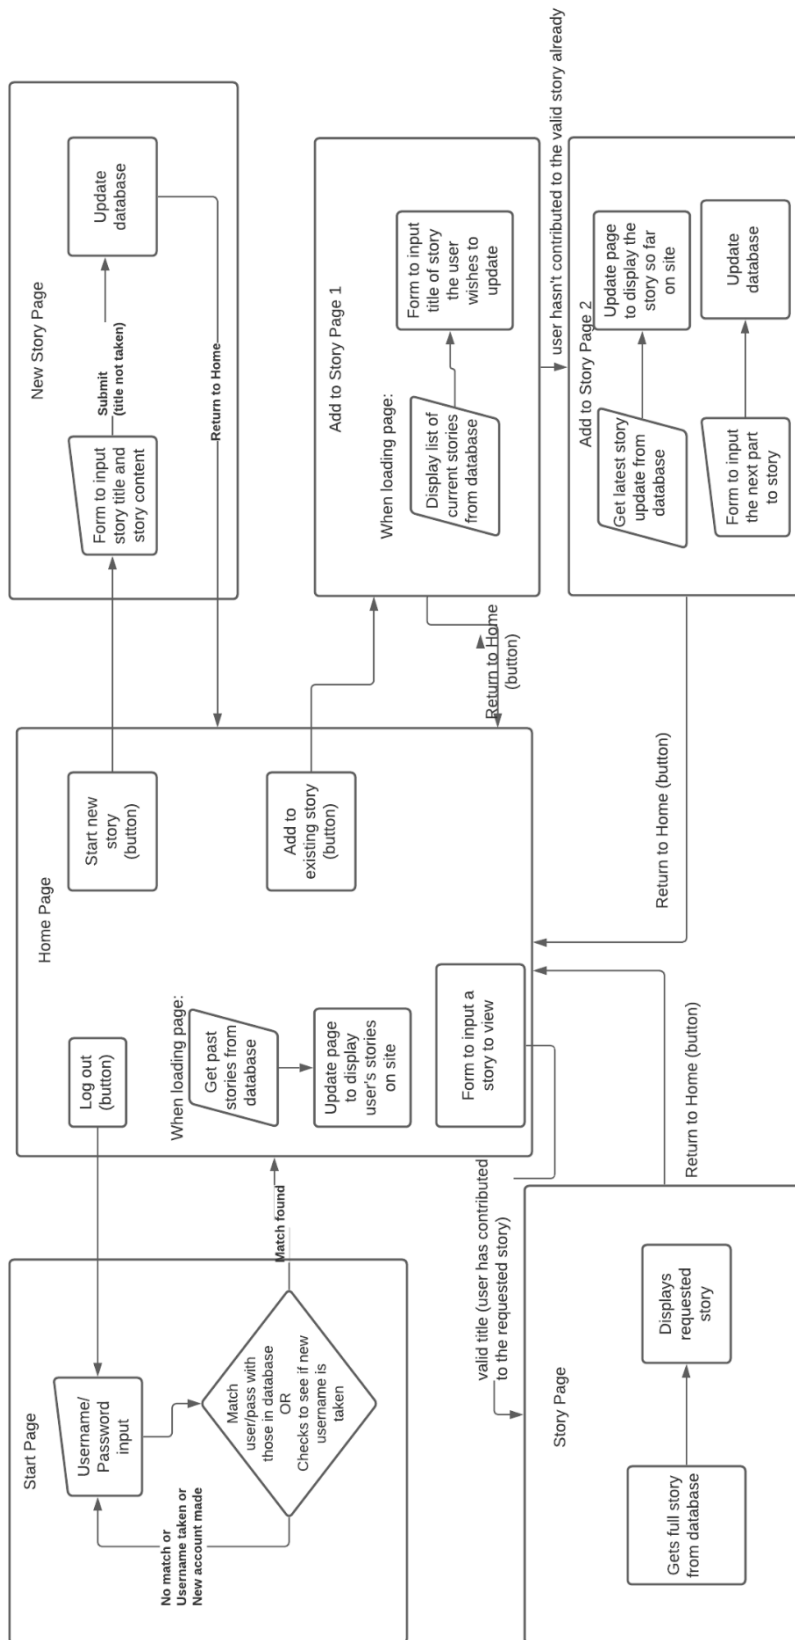 Start Page
Username/
Password
input
Match
user/pass with
those in database
OR
Checks to see if new
username is
taken
No match or
Username taken or
New account made
Match found
Home Page
Log out
(button)
Start new
story
(button)
When loading page:
Get past
stories from
database
Update page
to display
user's stories
on site
Add to
existing story
(button)
Form to input a
story to view
New Story Page
Form to input
story title and
story content
Submit
(title not taken)
Update
database
Return to Home
Add to Story Page 1
When loading page:
Display list of
current stories
from database
Form to input
title of story
the user
wishes to
update
Return to Home
(button)
user hasn't contributed to the valid story already
Add to Story Page 2
Get latest story
update from
database
Update page
to display the
story so far
on site
Form to input
the next part
to story
Update
database
Return to Home (button)
valid title (user has contributed
to the requested story)
Story Page
Gets full story
from database
Displays
requested
story
Return to Home (button)